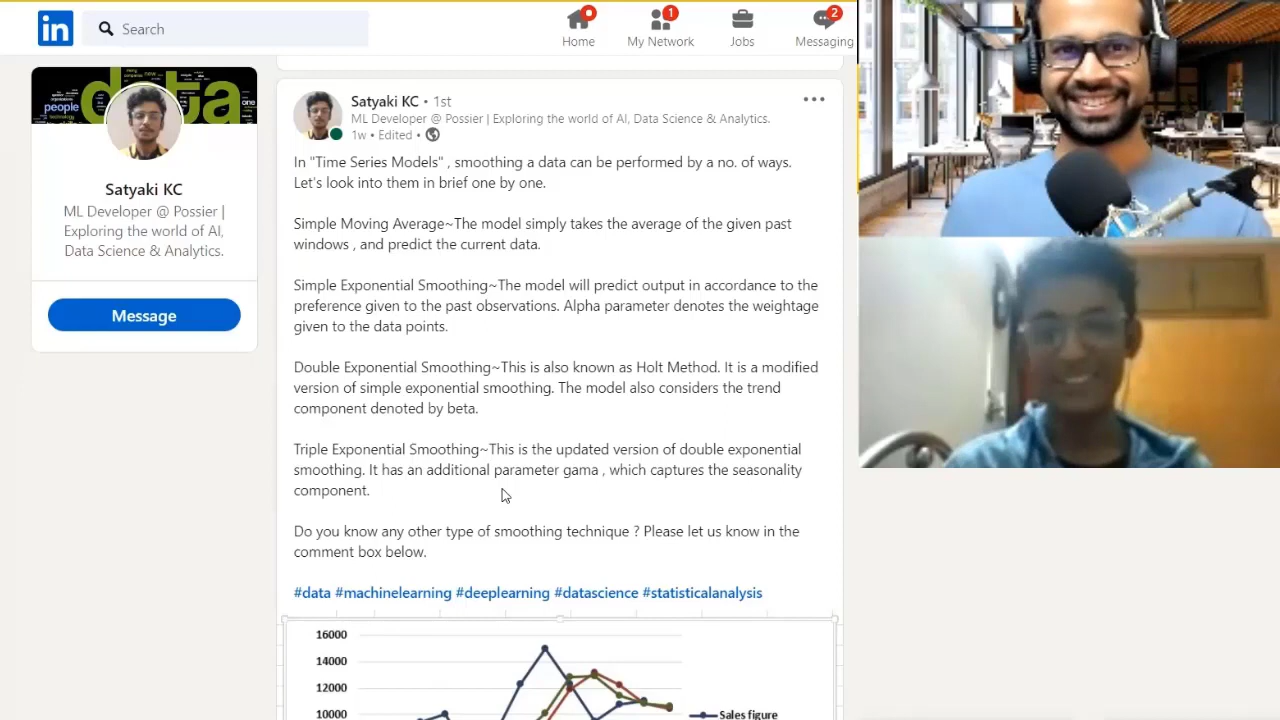 in
Search
Home
1
My Network
Jobs
2
Messaging
data
people
Satyaki KC
ML Developer @ Possier |
Exploring the world of AI,
Data Science & Analytics.
Message
Satyaki KC • 1st
ML Developer @ Possier | Exploring the world of AI, Data Science & Analytics.
1w • Edited •
In "Time Series Models" , smoothing a data can be performed by a no. of ways.
Let's look into them in brief one by one.
Simple Moving Average~The model simply takes the average of the given past
windows , and predict the current data.
Simple Exponential Smoothing~The model will predict output in accordance to the
preference given to the past observations. Alpha parameter denotes the weightage
given to the data points.
Double Exponential Smoothing~This is also known as Holt Method. It is a modified
version of simple exponential smoothing. The model also considers the trend
component denoted by beta.
Triple Exponential Smoothing~This is the updated version of double exponential
smoothing. It has an additional parameter gama , which captures the seasonality
component.
Do you know any other type of smoothing technique ? Please let us know in the
comment box below.
#data #machinelearning #deeplearning #datascience #statisticalanalysis
16000
14000
12000
10000
Sales figure